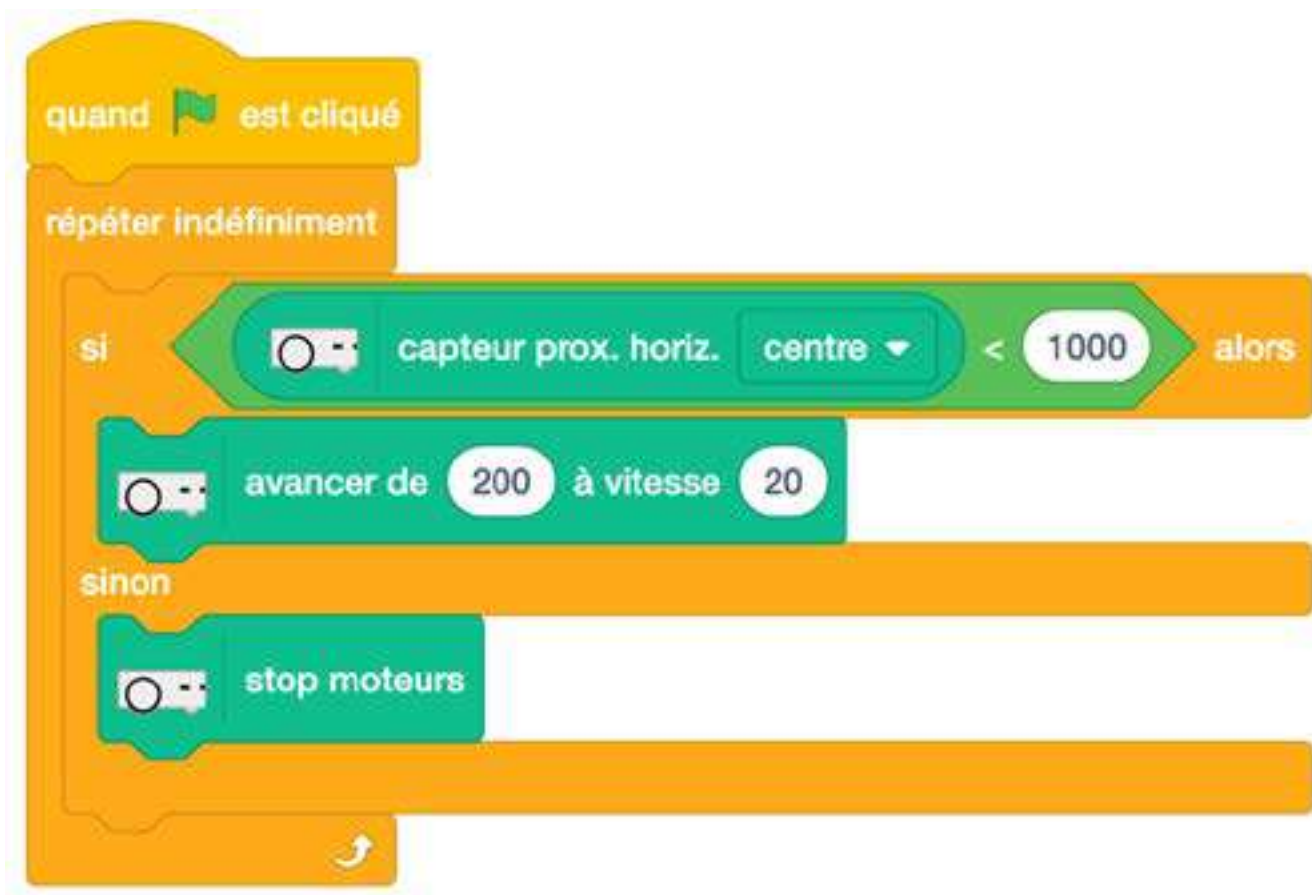 quand est cliqué
répéter indéfiniment
si capteur prox. horiz. centre < 1000 alors
avancer de 200 à vitesse 20
sinon
stop moteurs